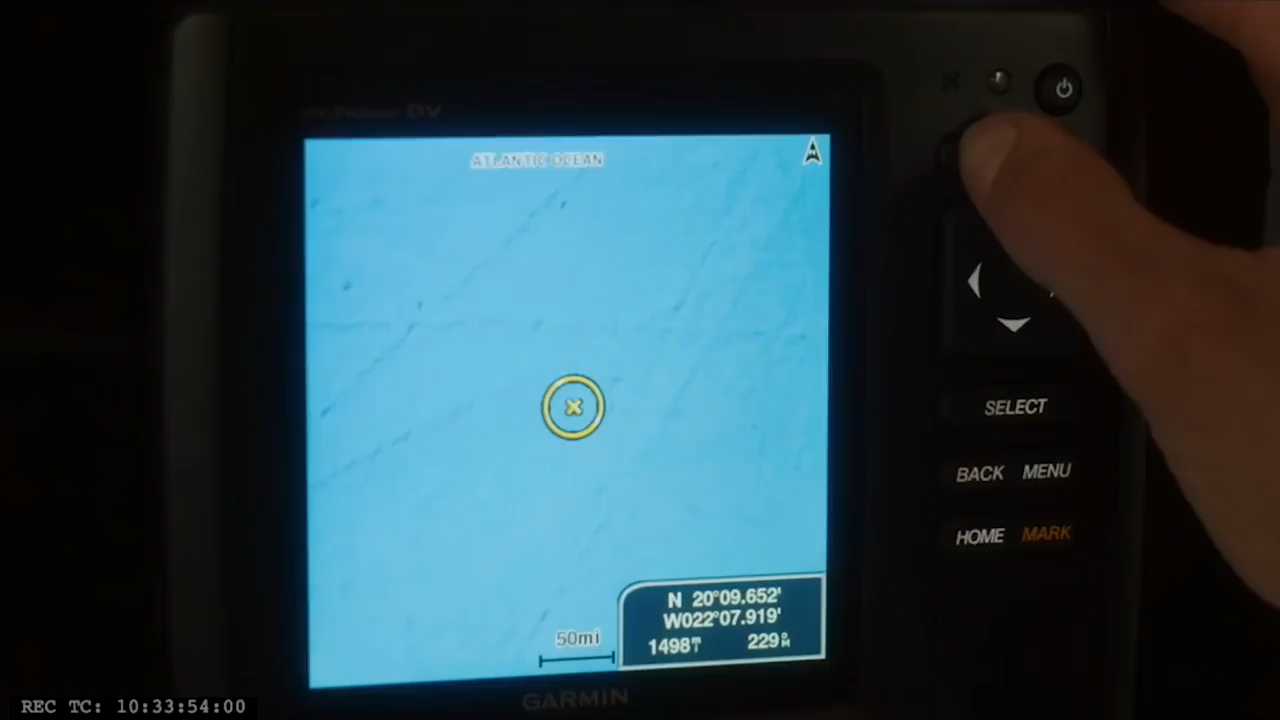 DV
ATLANTIC OCEAN
N 20°09.652'
W022°07.919'
1498
229
50mi
GARMIN
SELECT
BACK MENU
HOME MARK
REC TC: 10:33:54:00